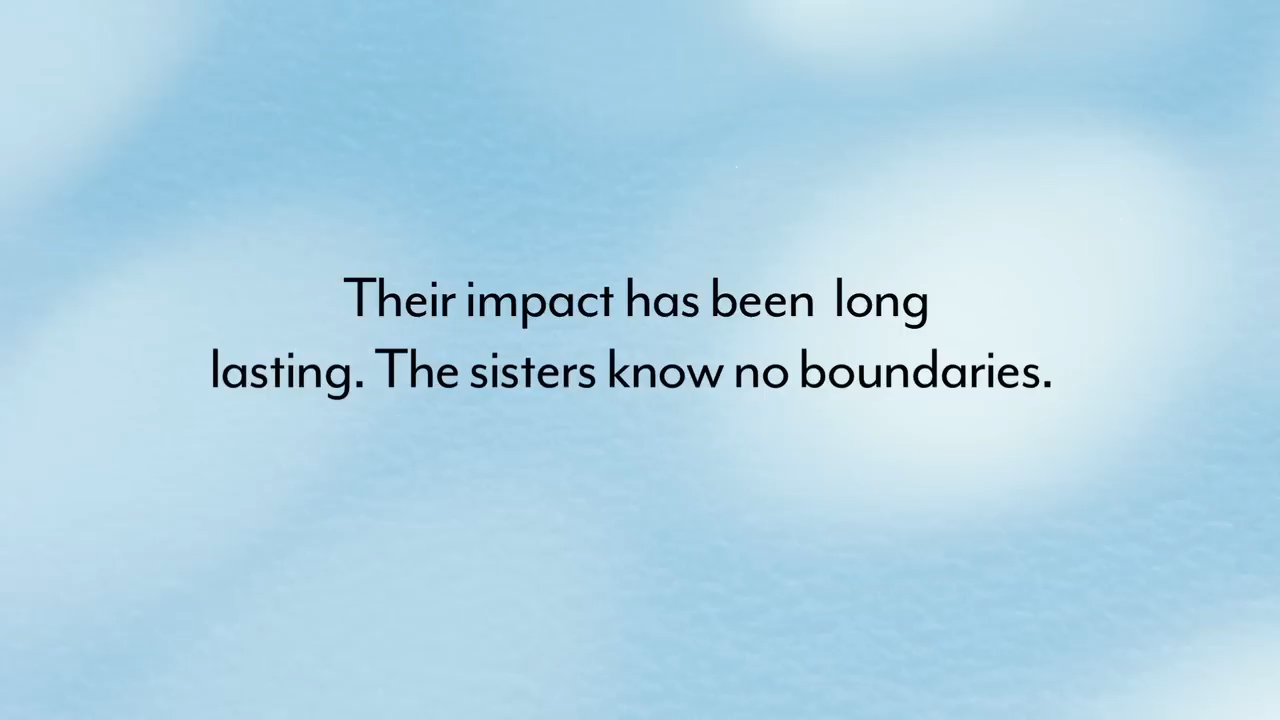 Their impact has been  long
lasting. The sisters know no boundaries.